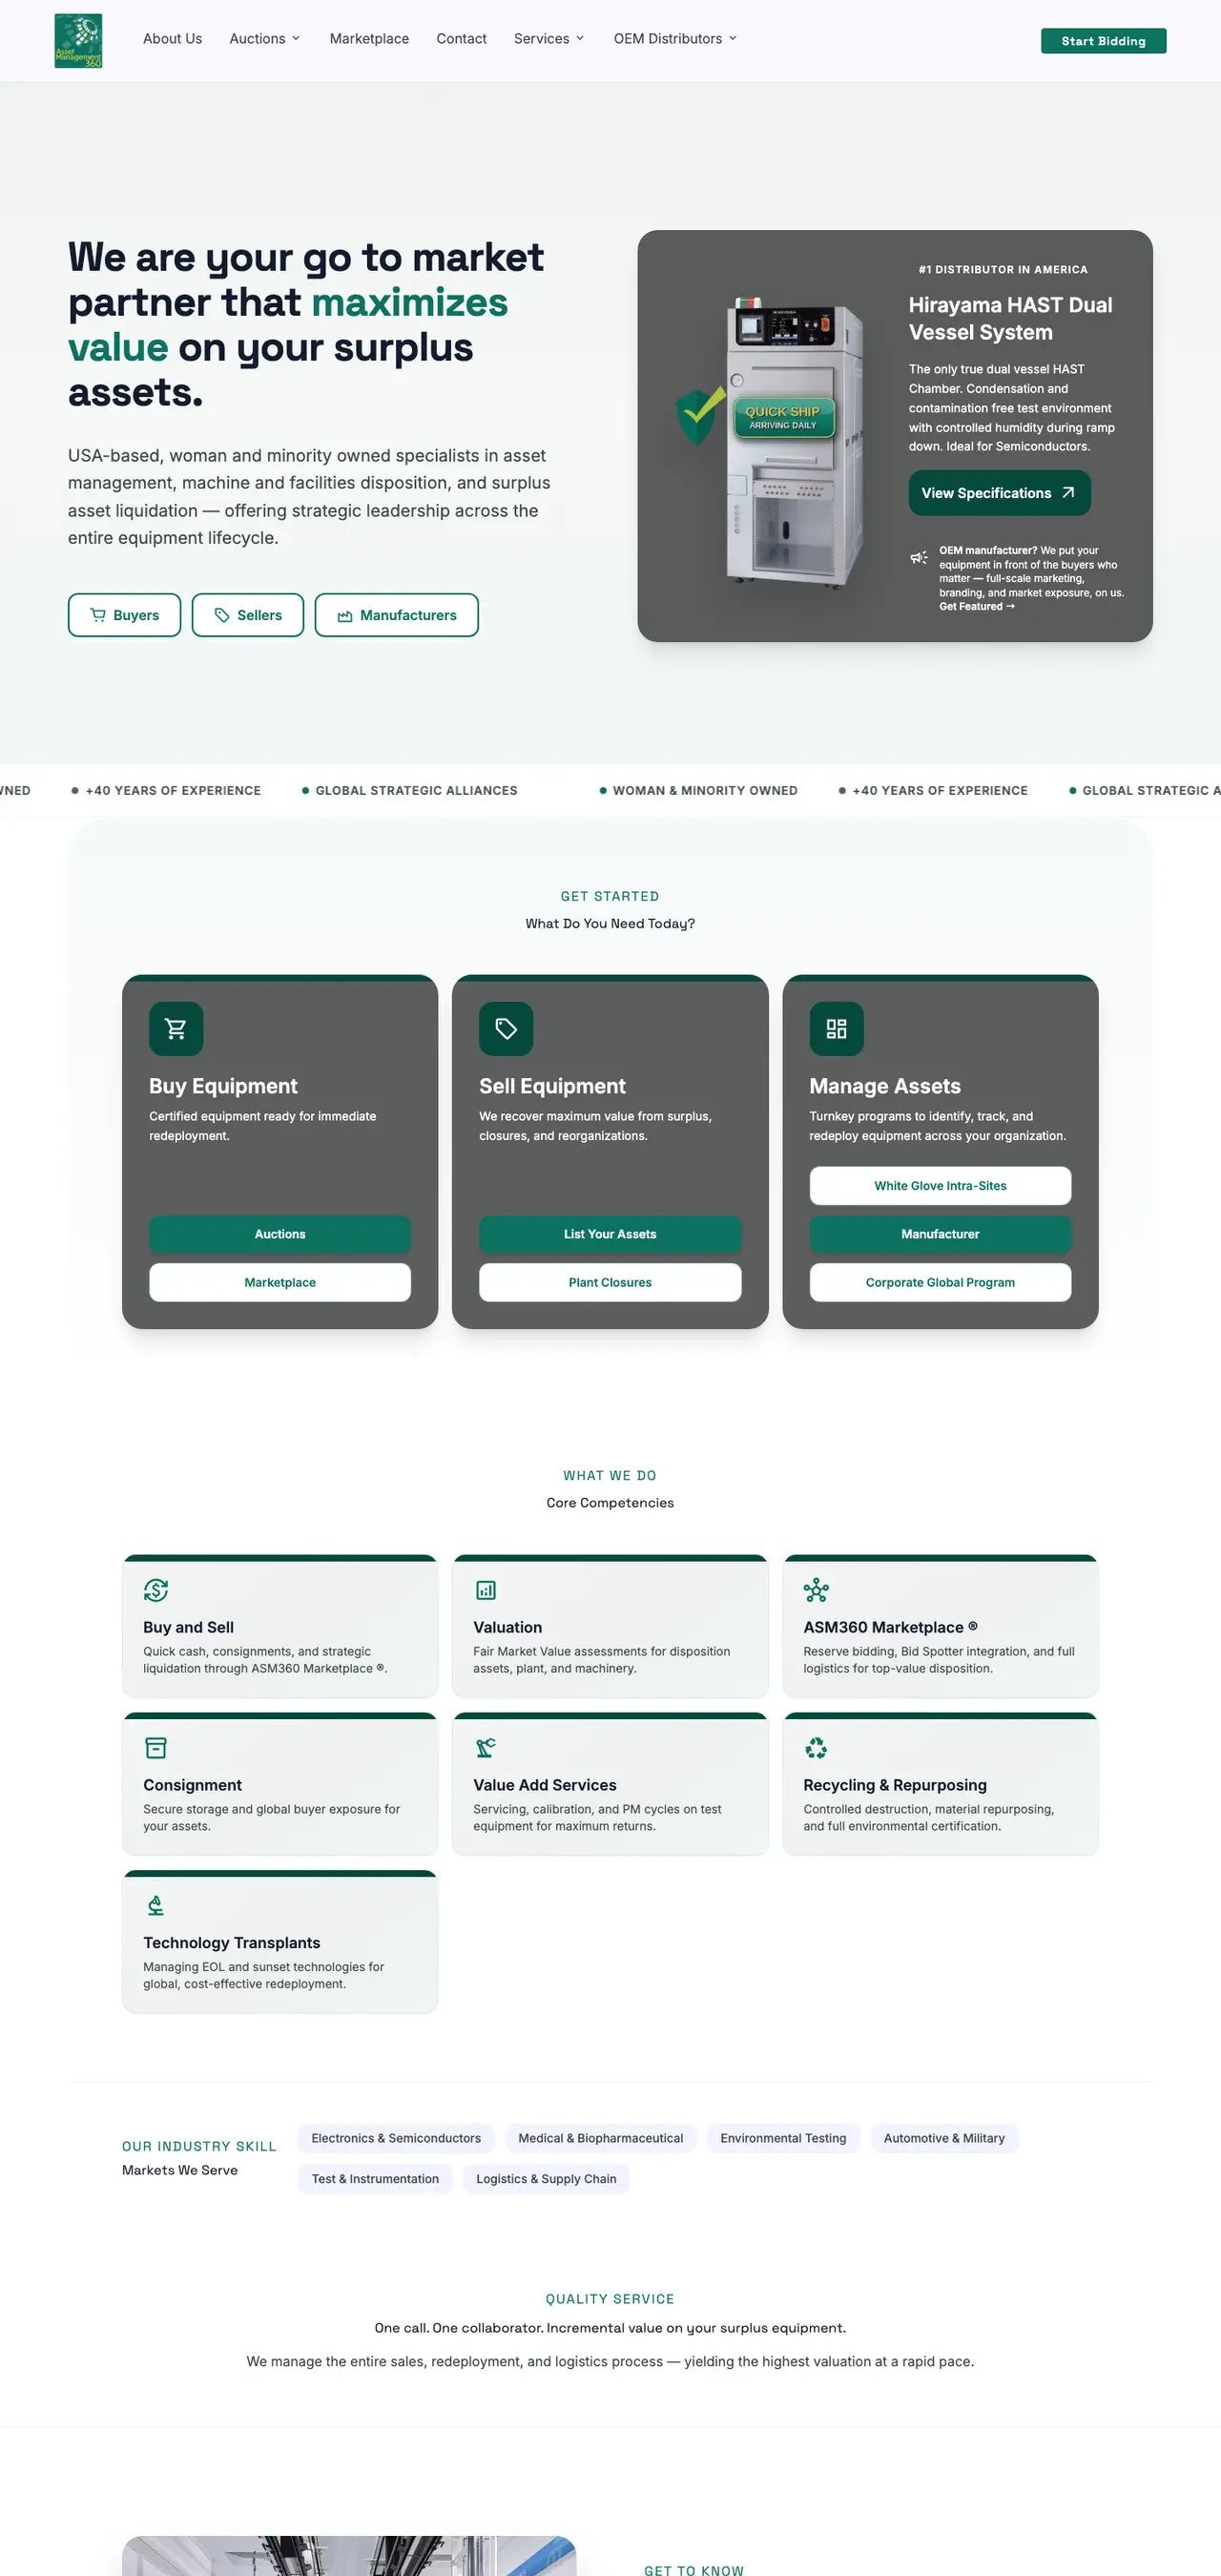 Asset
Management
360
About Us
Auctions
Marketplace
Contact
Services
OEM Distributors
Start Bidding
We are your go to market
partner that maximizes
value on your surplus
assets.
USA-based, woman and minority owned specialists in asset
management, machine and facilities disposition, and surplus
asset liquidation — offering strategic leadership across the
entire equipment lifecycle.
Buyers
Sellers
Manufacturers
QUICK SHIP
ARRIVING DAILY
#1 DISTRIBUTOR IN AMERICA
Hirayama HAST Dual
Vessel System
The only true dual vessel HAST
Chamber. Condensation and
contamination free test environment
with controlled humidity during ramp
down. Ideal for Semiconductors.
View Specifications
OEM manufacturer? We put your
equipment in front of the buyers who
matter — full-scale marketing,
branding, and market exposure, on us.
Get Featured →
WNED
+40 YEARS OF EXPERIENCE
GLOBAL STRATEGIC ALLIANCES
WOMAN & MINORITY OWNED
+40 YEARS OF EXPERIENCE
GLOBAL STRATEGIC A
GET STARTED
What Do You Need Today?
Buy Equipment
Certified equipment ready for immediate
redeployment.
Auctions
Marketplace
Sell Equipment
We recover maximum value from surplus,
closures, and reorganizations.
List Your Assets
Plant Closures
Manage Assets
Turnkey programs to identify, track, and
redeploy equipment across your organization.
White Glove Intra-Sites
Manufacturer
Corporate Global Program
WHAT WE DO
Core Competencies
Buy and Sell
Quick cash, consignments, and strategic
liquidation through ASM360 Marketplace ®.
Valuation
Fair Market Value assessments for disposition
assets, plant, and machinery.
ASM360 Marketplace ®
Reserve bidding, Bid Spotter integration, and full
logistics for top-value disposition.
Consignment
Secure storage and global buyer exposure for
your assets.
Value Add Services
Servicing, calibration, and PM cycles on test
equipment for maximum returns.
Recycling & Repurposing
Controlled destruction, material repurposing,
and full environmental certification.
Technology Transplants
Managing EOL and sunset technologies for
global, cost-effective redeployment.
OUR INDUSTRY SKILL
Markets We Serve
Electronics & Semiconductors
Medical & Biopharmaceutical
Environmental Testing
Automotive & Military
Test & Instrumentation
Logistics & Supply Chain
QUALITY SERVICE
One call. One collaborator. Incremental value on your surplus equipment.
We manage the entire sales, redeployment, and logistics process — yielding the highest valuation at a rapid pace.
GET TO KNOW